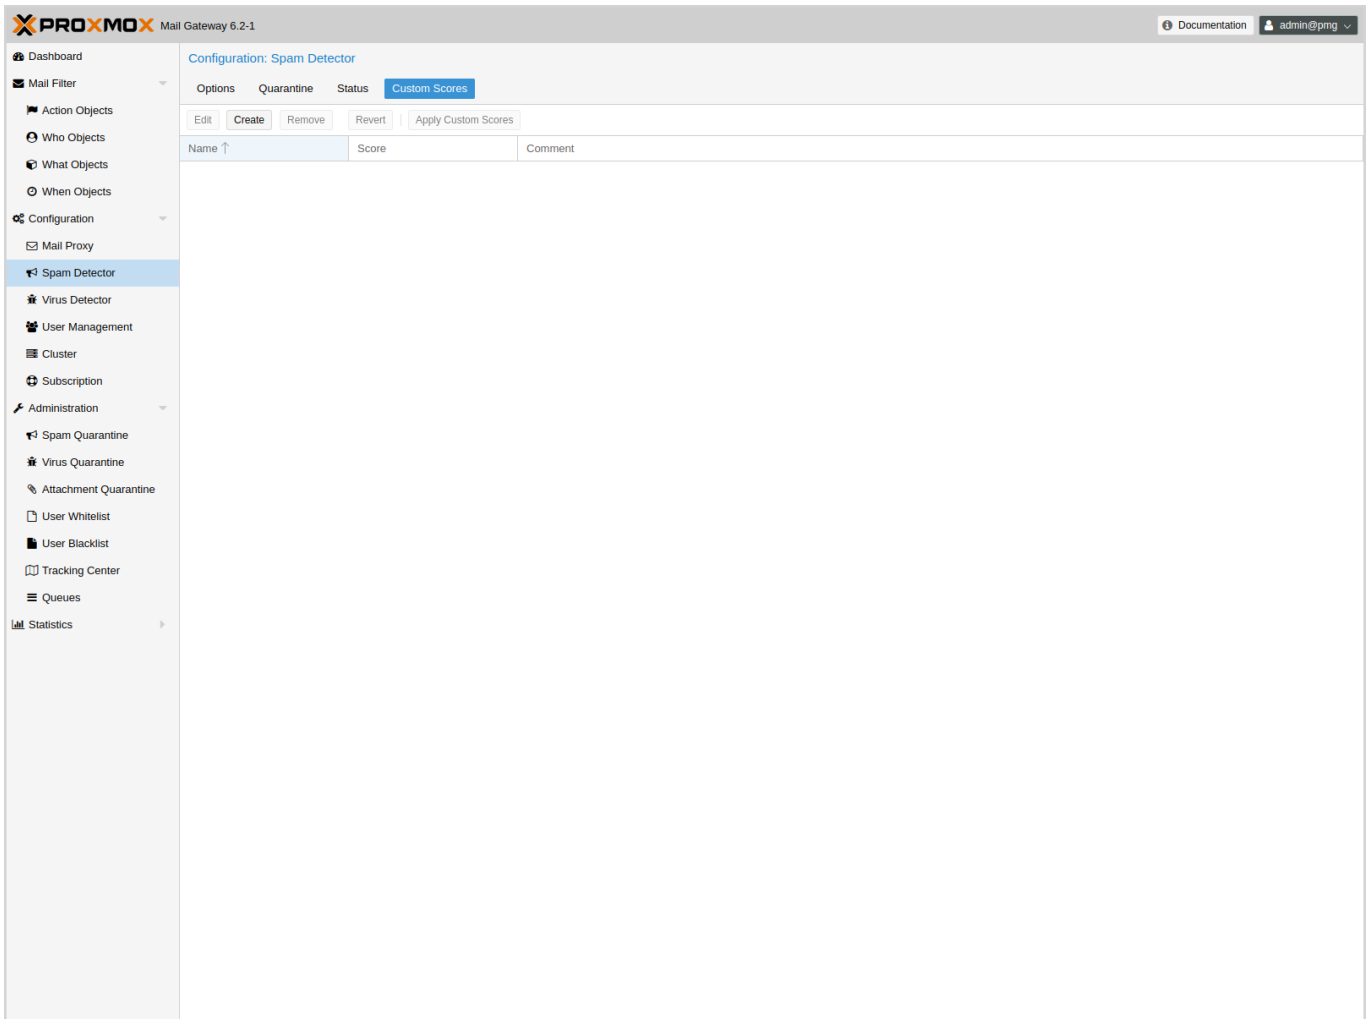 PROXMOX Mail Gateway 6.2-1 Documentation admin@pmg
Dashboard
Mail Filter
Action Objects
Who Objects
What Objects
When Objects
Configuration
Mail Proxy
Spam Detector
Virus Detector
User Management
Cluster
Subscription
Administration
Spam Quarantine
Virus Quarantine
Attachment Quarantine
User Whitelist
User Blacklist
Tracking Center
Queues
Statistics
Configuration: Spam Detector
Options Quarantine Status Custom Scores
Edit Create Remove Revert Apply Custom Scores
Name Score Comment